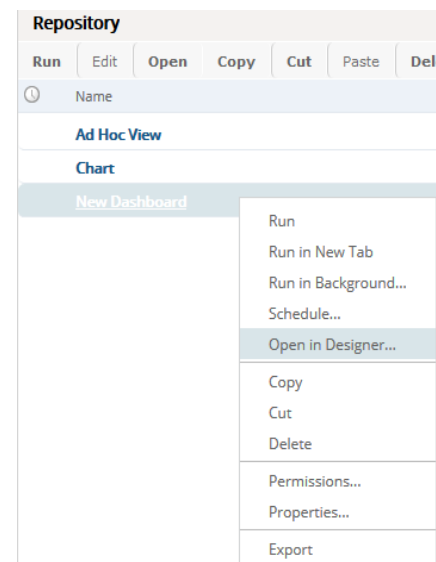 Repository
Run Edit Open Copy Cut Paste Del
Name
Ad Hoc View
Chart
New Dashboard
Run
Run in New Tab
Run in Background...
Schedule...
Open in Designer...
Copy
Cut
Delete
Permissions...
Properties...
Export